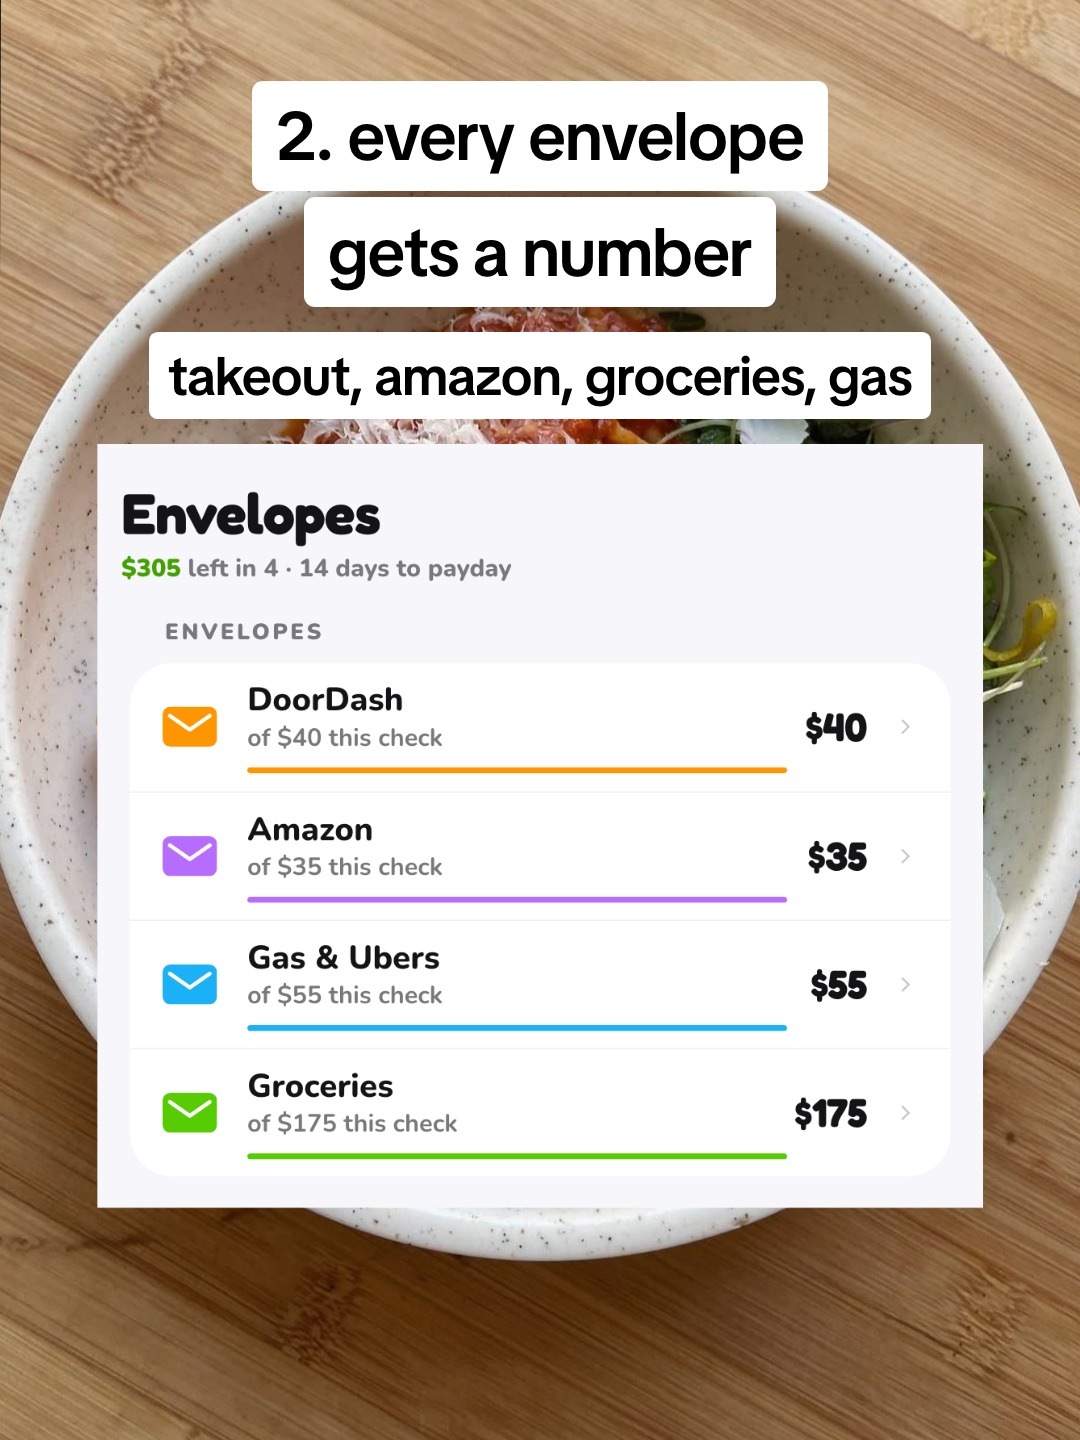 2. every envelope
gets a number
takeout, amazon, groceries, gas
Envelopes
$305 left in 4 · 14 days to payday
ENVELOPES
DoorDash
of $40 this check
$40
Amazon
of $35 this check
$35
Gas & Ubers
of $55 this check
$55
Groceries
of $175 this check
$175